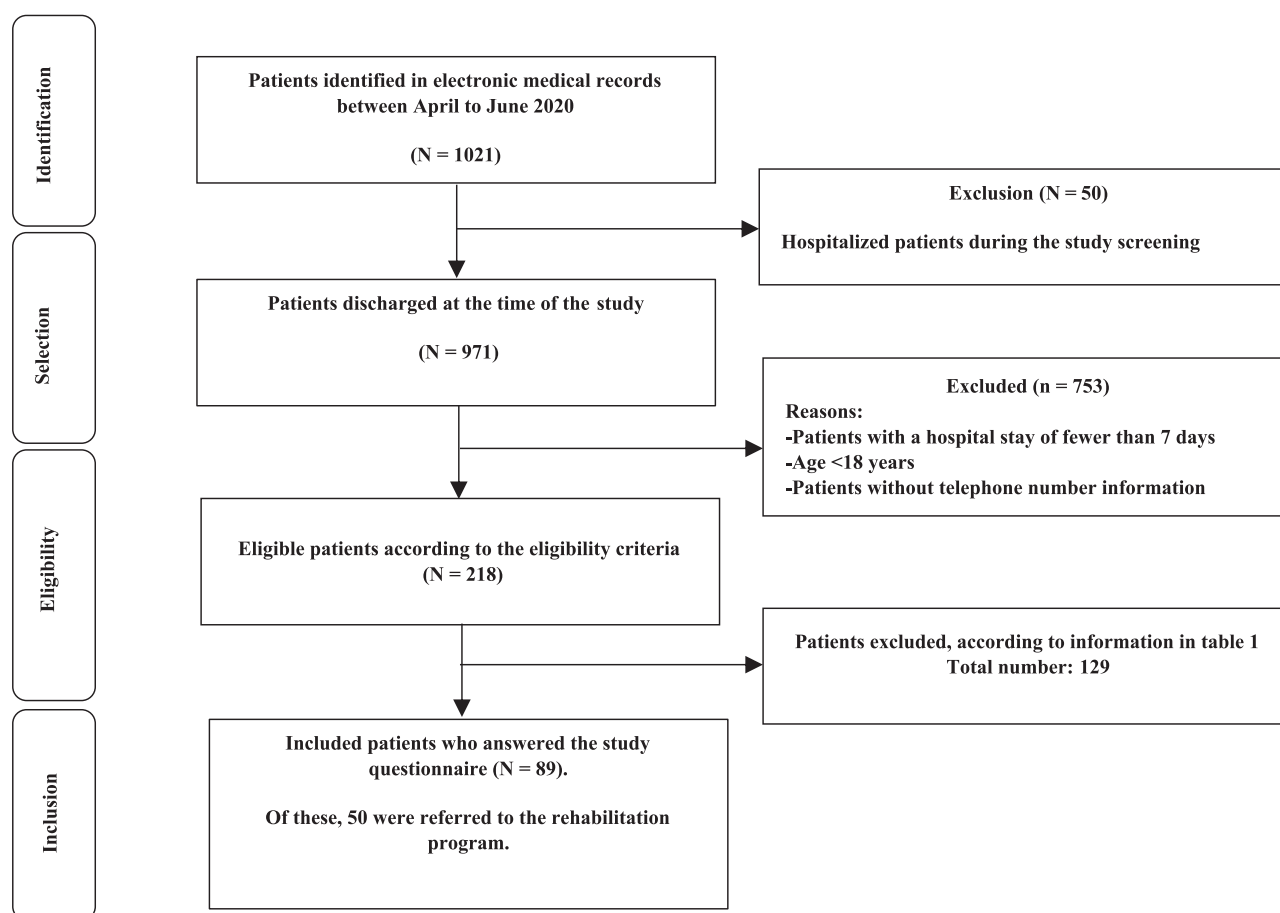 Identification
Patients identified in electronic medical records
between April to June 2020
(N = 1021)
Exclusion (N = 50)
Hospitalized patients during the study screening
Selection
Patients discharged at the time of the study
(N = 971)
Excluded (n = 753)
Reasons:
-Patients with a hospital stay of fewer than 7 days
-Age <18 years
-Patients without telephone number information
Eligibility
Eligible patients according to the eligibility criteria
(N = 218)
Patients excluded, according to information in table 1
Total number: 129
Inclusion
Included patients who answered the study
questionnaire (N = 89).
Of these, 50 were referred to the rehabilitation
program.